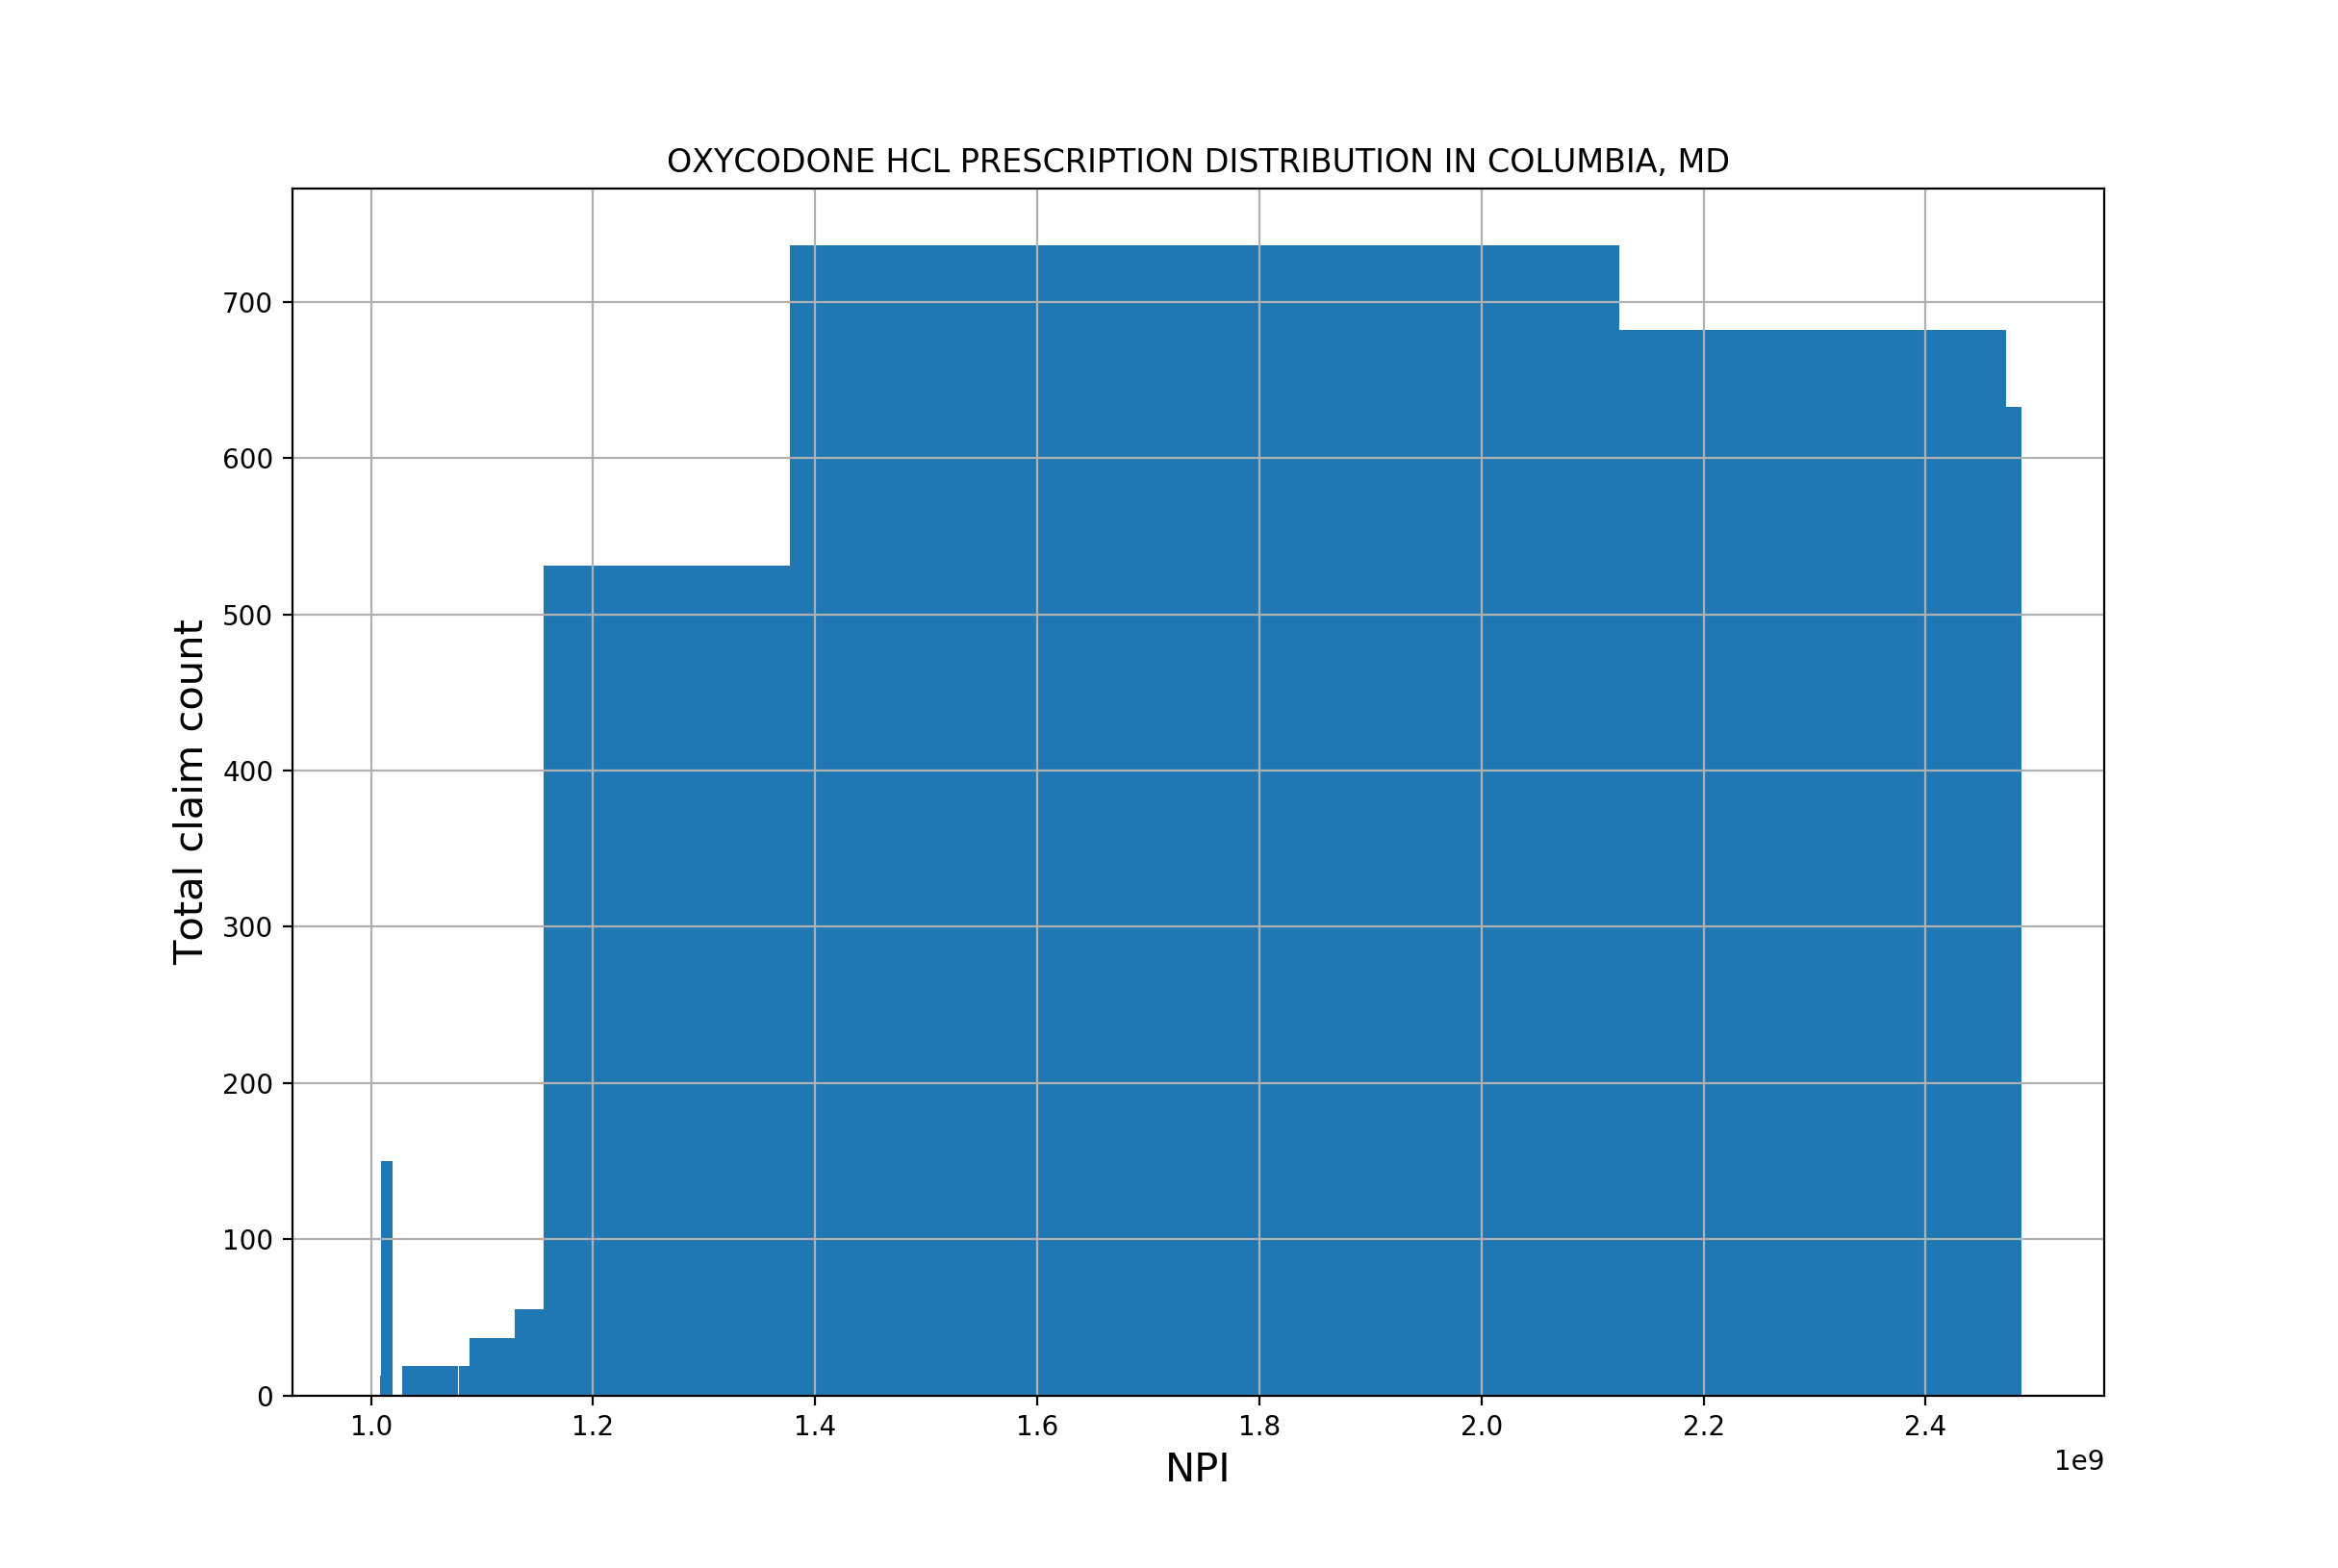 OXYCODONE HCL PRESCRIPTION DISTRIBUTION IN COLUMBIA, MD
Total claim count
700
600
500
400
300
200
100
0
1.0 1.2 1.4 1.6 1.8 2.0 2.2 2.4
1e9
NPI